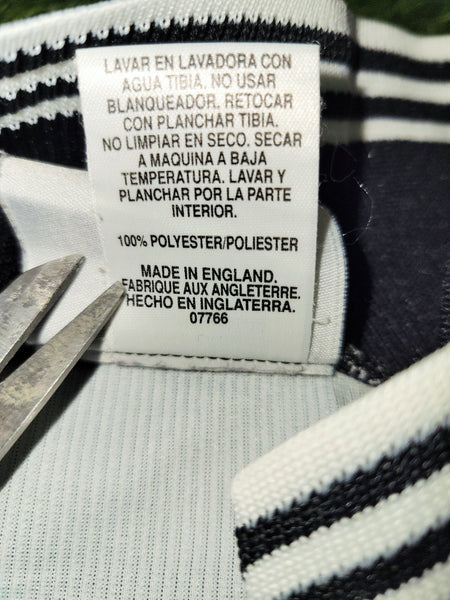 LAVAR EN LAVADORA CON
AGUA TIBIA. NO USAR
BLANQUEADOR. RETOCAR
CON PLANCHAR TIBIA.
NO LIMPIAR EN SECO. SECAR
A MAQUINA A BAJA
TEMPERATURA. LAVAR Y
PLANCHAR POR LA PARTE
INTERIOR.
100% POLYESTER/POLIESTER
MADE IN ENGLAND.
FABRIQUE AUX ANGLETERRE.
HECHO EN INGLATERRA.
07766